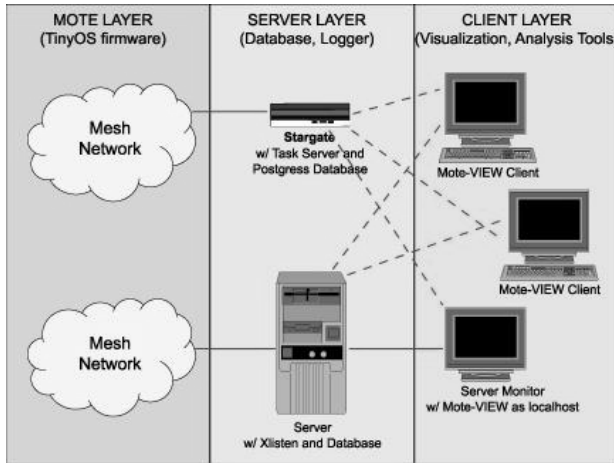 MOTE LAYER
(TinyOS firmware)
SERVER LAYER
(Database, Logger)
CLIENT LAYER
(Visualization, Analysis Tools
Mesh
Network
Stargate
w/ Task Server and
Postgress Database
Mote-VIEW Client
Mote-VIEW Client
Mesh
Network
Server
w/ Xlisten and Database
Server Monitor
w/ Mote-VIEW as localhost